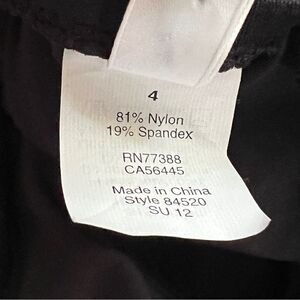 4
81% Nylon
19% Spandex
RN77388
CA56445
Made in China
Style 84520
SU 12